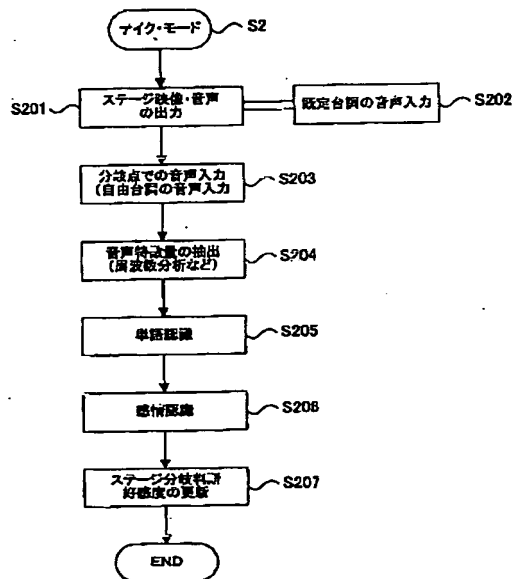 テイク・モード
S2
ステージ映像・音声
の出力
S201
既定台詞の音声入力
S202
分岐点での音声入力
(自由台詞の音声入力
S203
音声特徴量の抽出
(周波数分析など)
S204
単語認識
S205
感情認識
S206
ステージ分岐判断
好感度の更新
S207
END